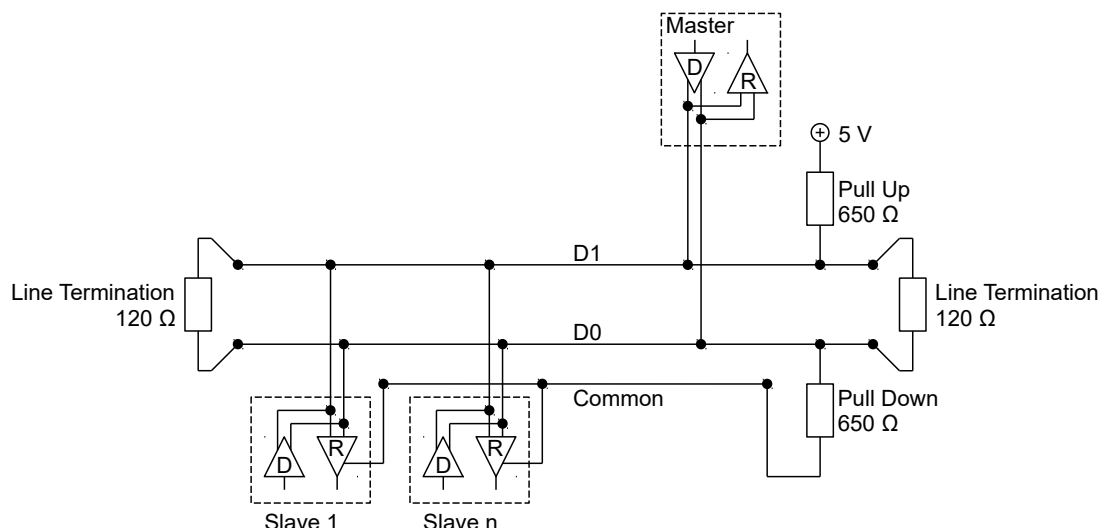 Master
D
R
+ 5 V
Pull Up
650 Ω
D1
Line Termination
120 Ω
Line Termination
120 Ω
D0
Common
Pull Down
650 Ω
D
R
D
R
Slave 1
Slave n